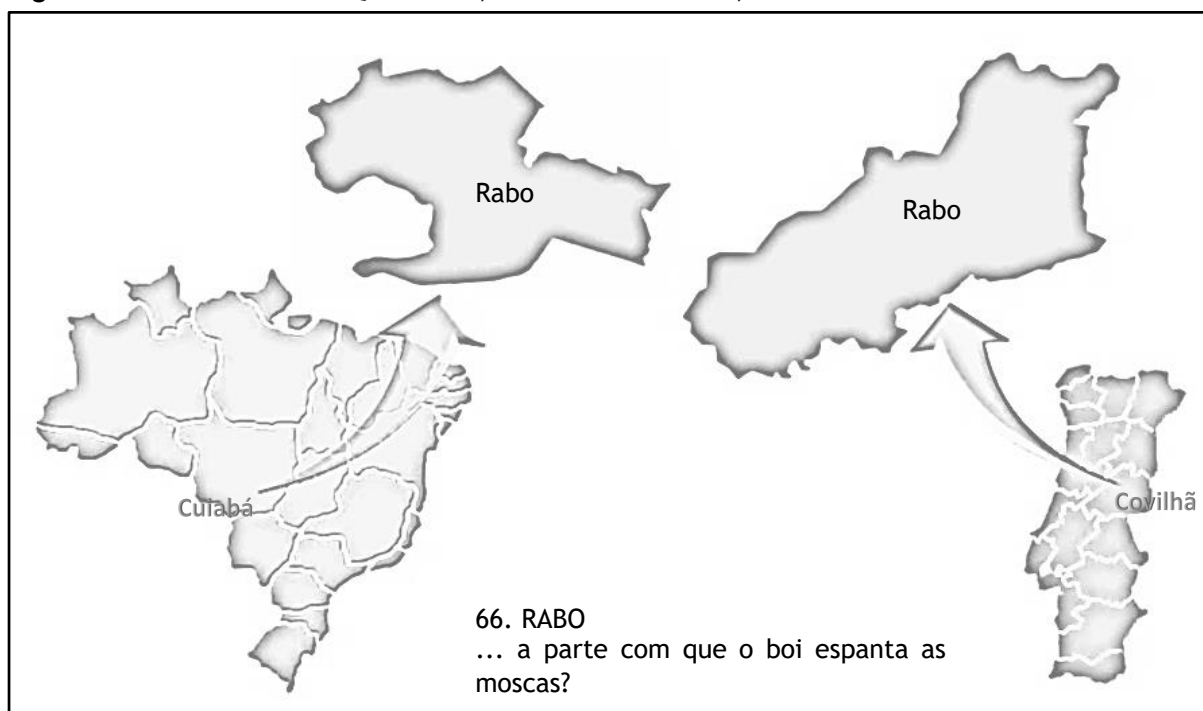 Rabo
Rabo
Cuiabá
Covilhã
66. RABO
... a parte com que o boi espanta as
moscas?